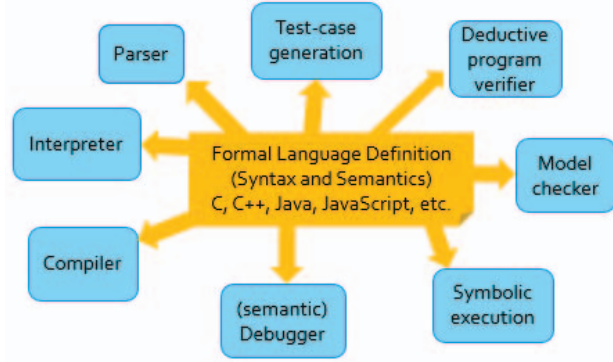 Parser
Test-case
generation
Deductive
program
verifier
Interpreter
Formal Language Definition
(Syntax and Semantics)
C, C++, Java, JavaScript, etc.
Model
checker
Compiler
(semantic)
Debugger
Symbolic
execution